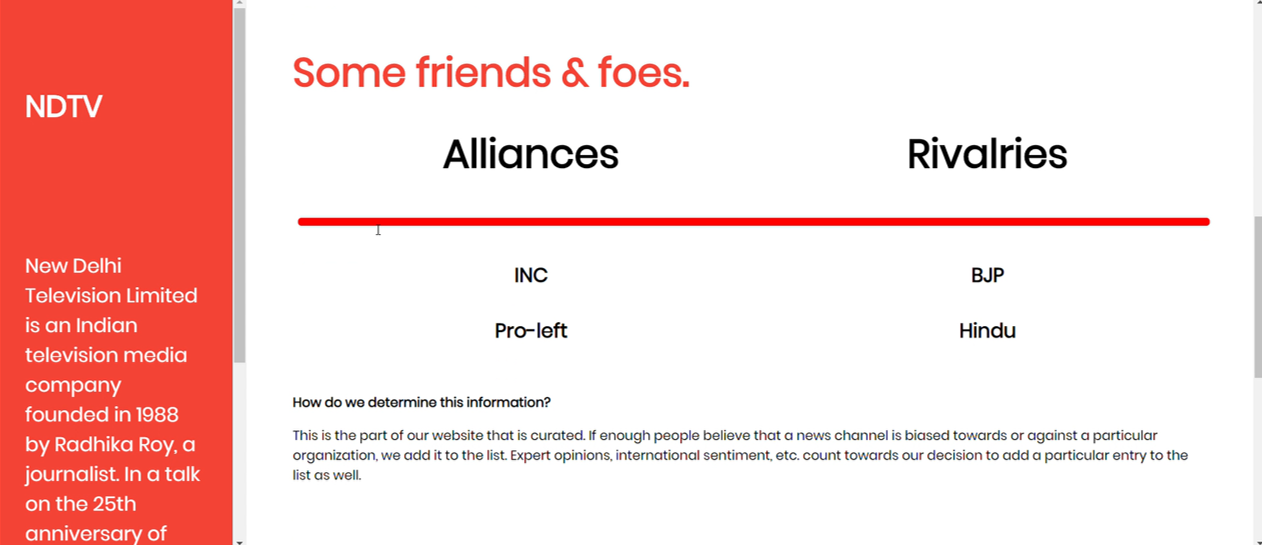 NDTV
New Delhi
Television Limited
is an Indian
television media
company
founded in 1988
by Radhika Roy, a
journalist. In a talk
on the 25th
anniversary of
Some friends & foes.
Alliances Rivalries
INC BJP
Pro-left Hindu
How do we determine this information?
This is the part of our website that is curated. If enough people believe that a news channel is biased towards or against a particular
organization, we add it to the list. Expert opinions, international sentiment, etc. count towards our decision to add a particular entry to the
list as well.